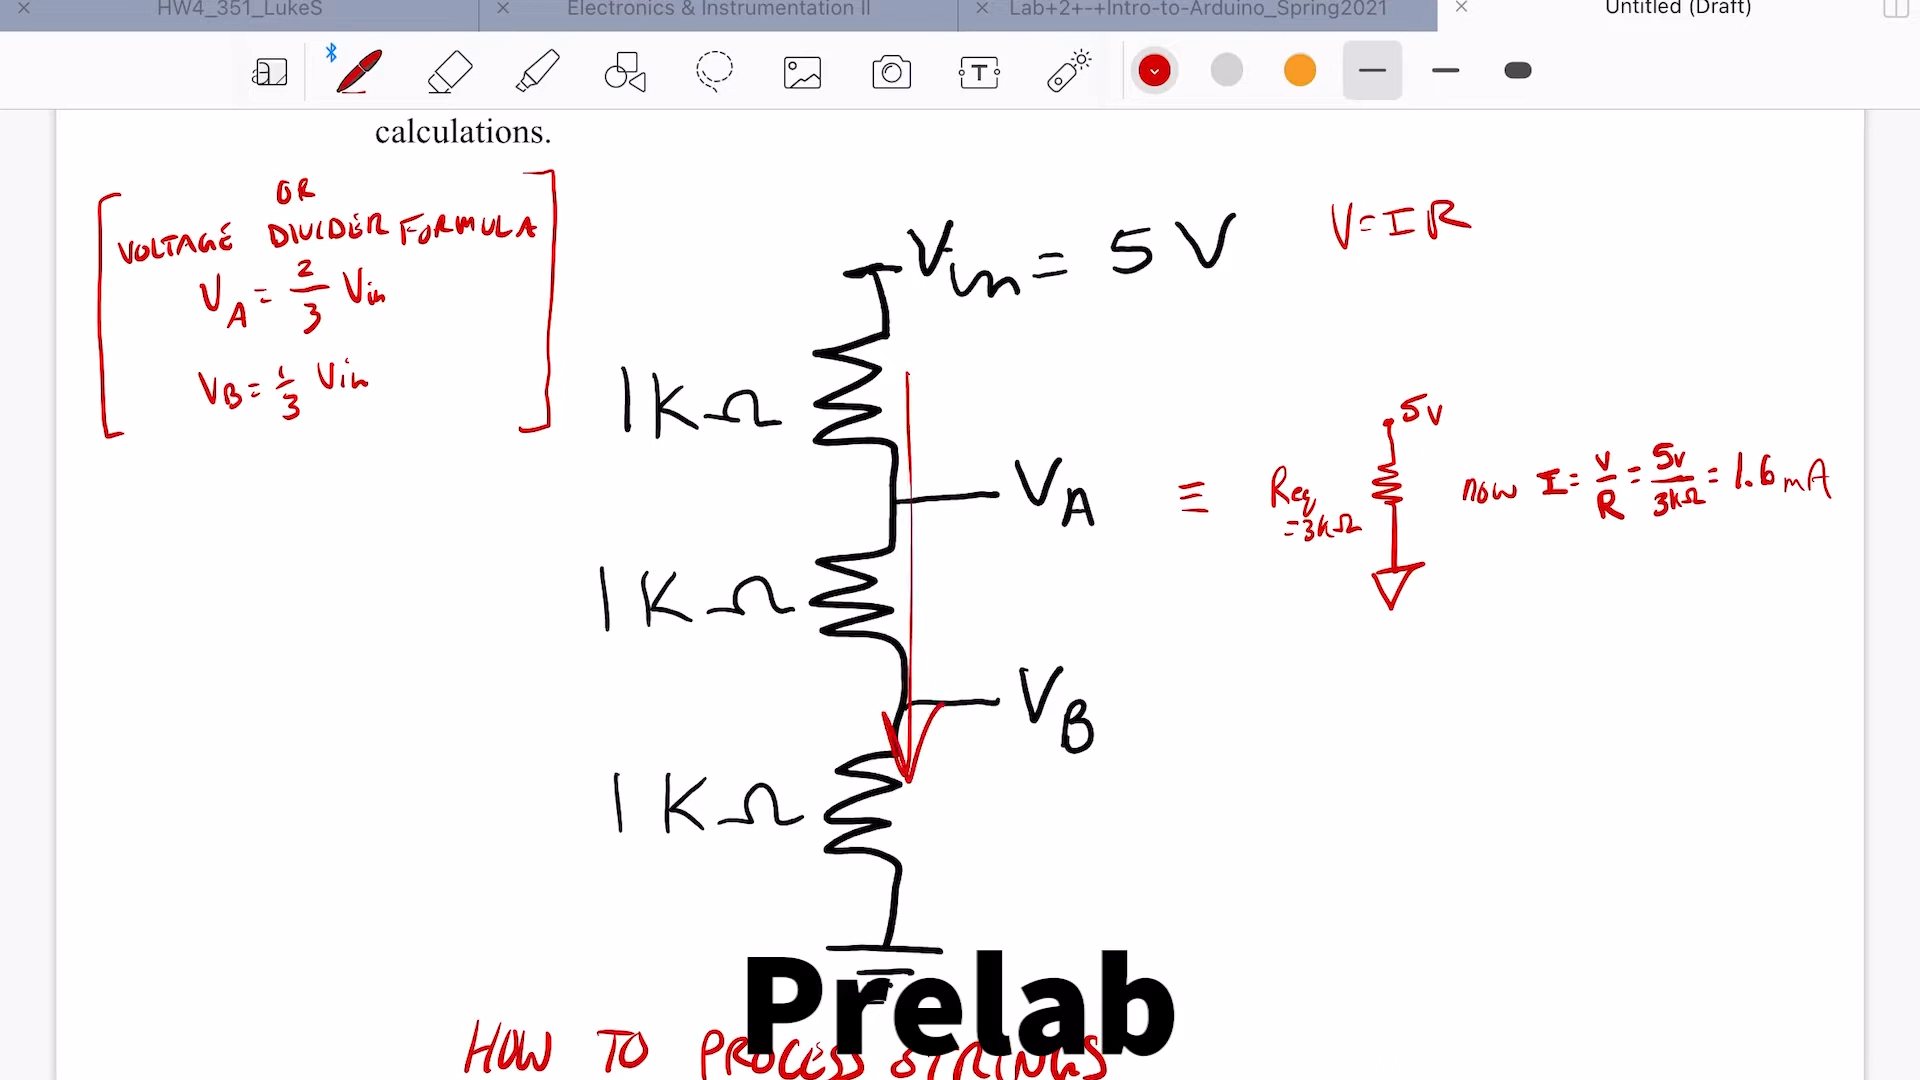 HW4_351_LukeS
Electronics & Instrumentation II
Lab+2+-+Intro-to-Arduino_Spring2021
Untitled (Draft)
calculations.
OR
VOLTAGE DIVIDER FORMULA
VA = 2/3 Vin
VB = 1/3 Vin
Vin = 5 V
V = IR
1KΩ
VA
≡ Req = 3kΩ
5V
now I = V/R = 5V/3kΩ = 1.6mA
1KΩ
VB
1KΩ
Prelab
HOW TO PROCESS STRINGS